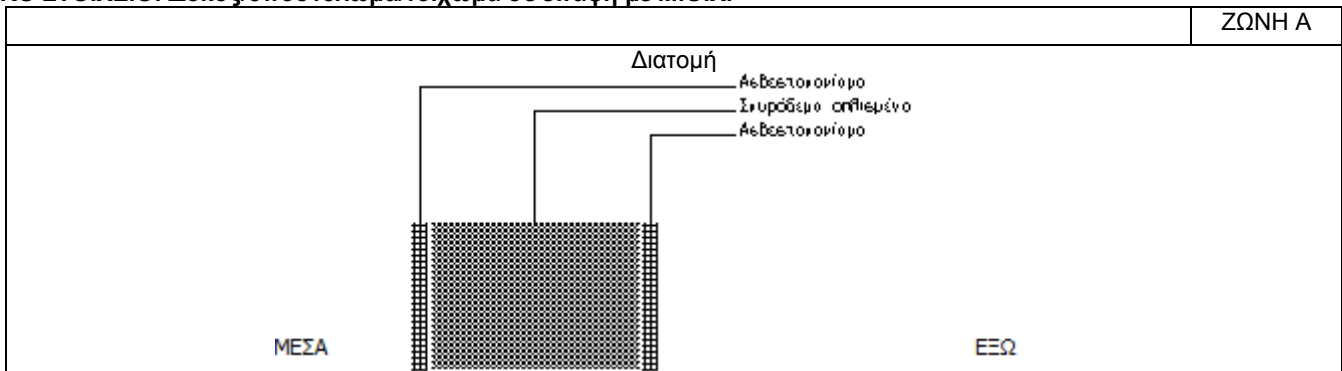 ΖΩΝΗ Α
Διατομή
Ασβεστοκονίαμα
Σκυρόδεμα οπλισμένο
Ασβεστοκονίαμα
ΜΕΣΑ
ΕΞΩ